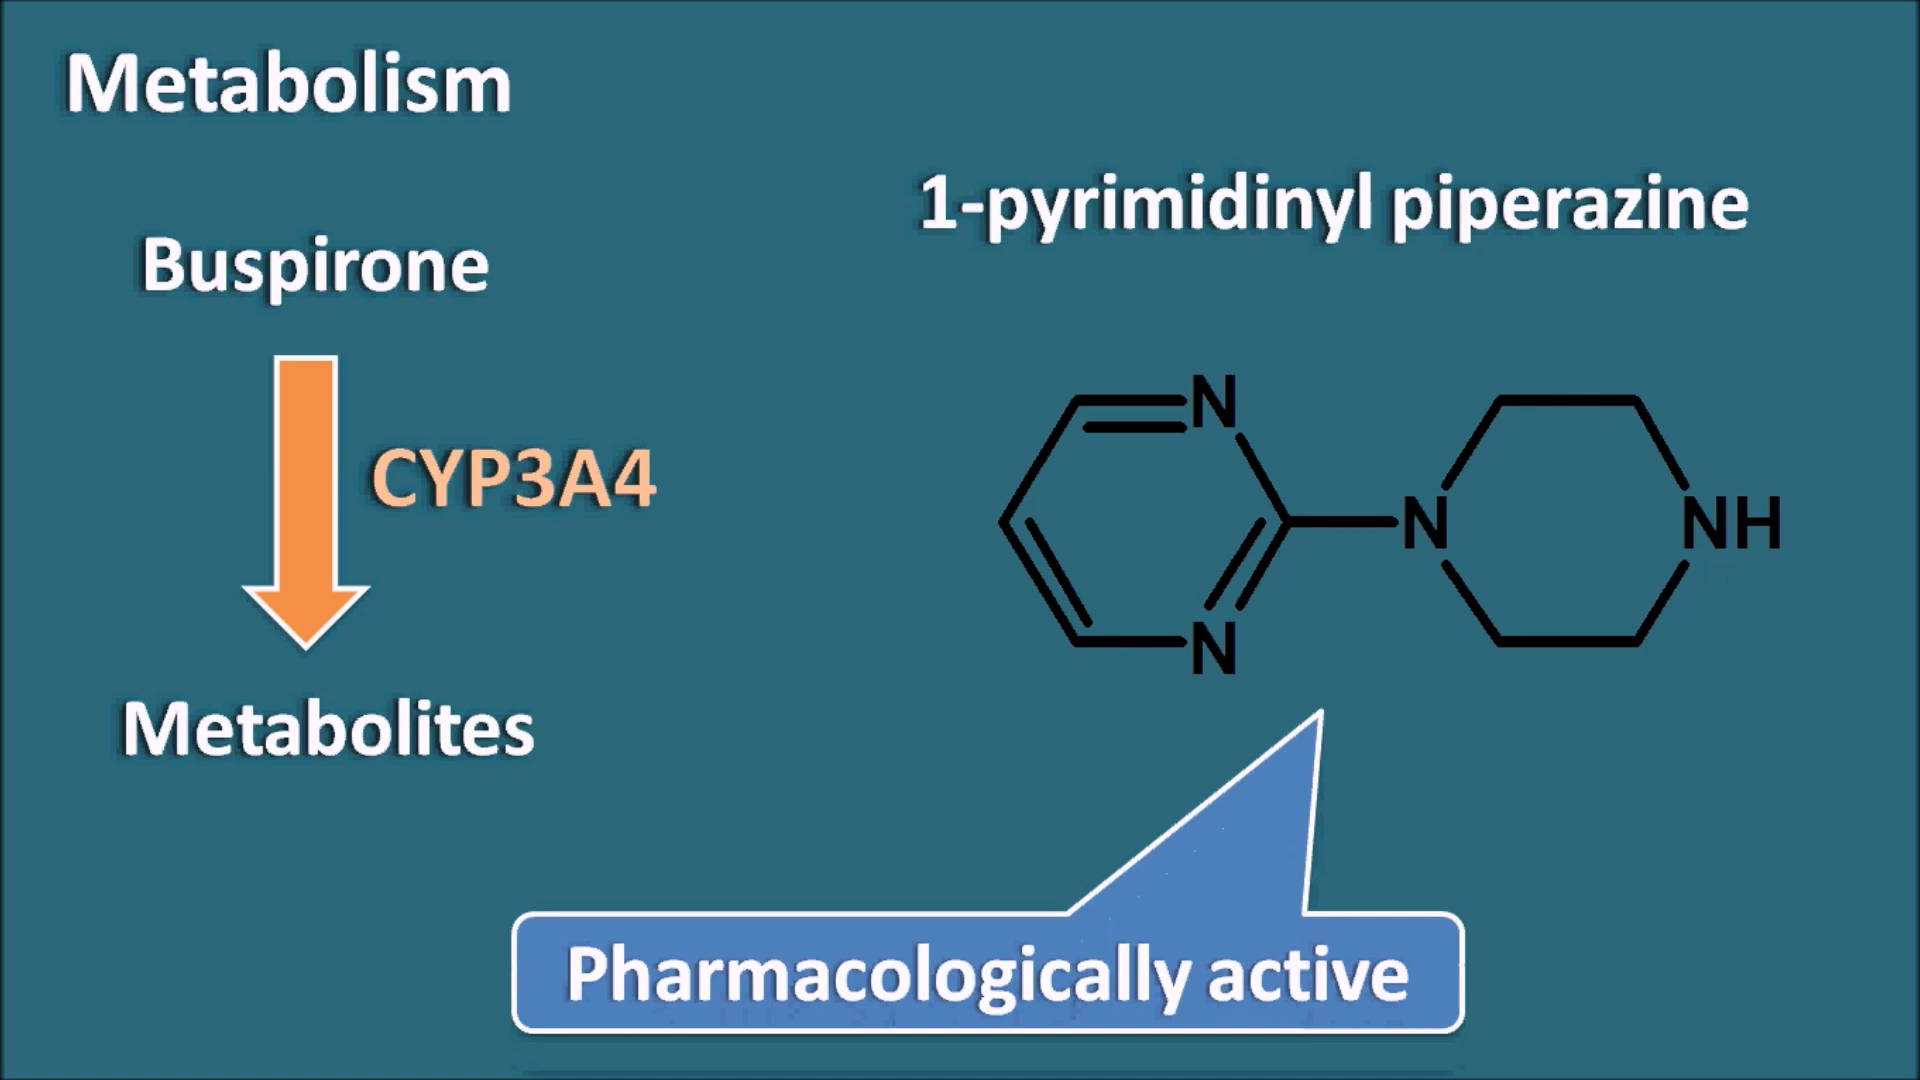 Metabolism
1-pyrimidinyl piperazine
Buspirone
CYP3A4
Metabolites
N
N
N
NH
Pharmacologically active